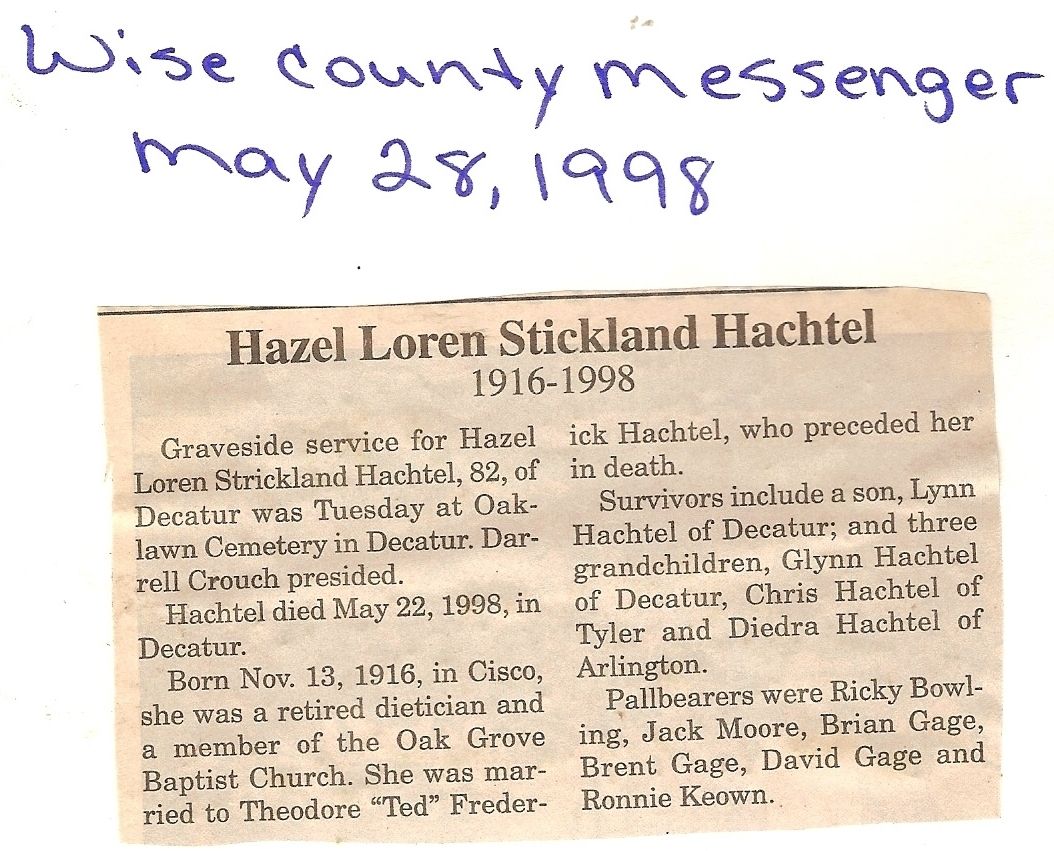 Wise County Messenger
May 28, 1998
Hazel Loren Stickland Hachtel
1916-1998
Graveside service for Hazel
Loren Strickland Hachtel, 82, of
Decatur was Tuesday at Oak-
lawn Cemetery in Decatur. Dar-
rell Crouch presided.
Hachtel died May 22, 1998, in
Decatur.
Born Nov. 13, 1916, in Cisco,
she was a retired dietician and
a member of the Oak Grove
Baptist Church. She was mar-
ried to Theodore “Ted” Freder-
ick Hachtel, who preceded her
in death.
Survivors include a son, Lynn
Hachtel of Decatur; and three
grandchildren, Glynn Hachtel
of Decatur, Chris Hachtel of
Tyler and Diedra Hachtel of
Arlington.
Pallbearers were Ricky Bowl-
ing, Jack Moore, Brian Gage,
Brent Gage, David Gage and
Ronnie Keown.